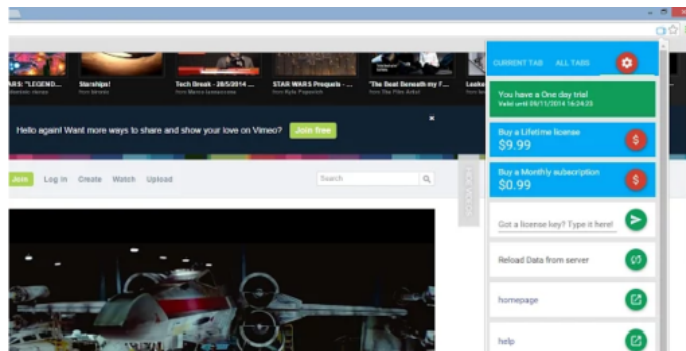 CURRENT TAB ALL TABS
ARS: "LEGEND...
Starships!
Tech Break - 28/5/2014 ...
STAR WARS Prequels - ...
"The Beat Beneath my F...
You have a One day trial
Valid until 09/11/2014 16:24:23
Hello again! Want more ways to share and show your love on Vimeo? Join free
Buy a Lifetime license
$9.99
$
Buy a Monthly subscription
$0.99
$
Join Log in Create Watch Upload
Search
Got a license key? Type it here!
Reload Data from server
homepage
help